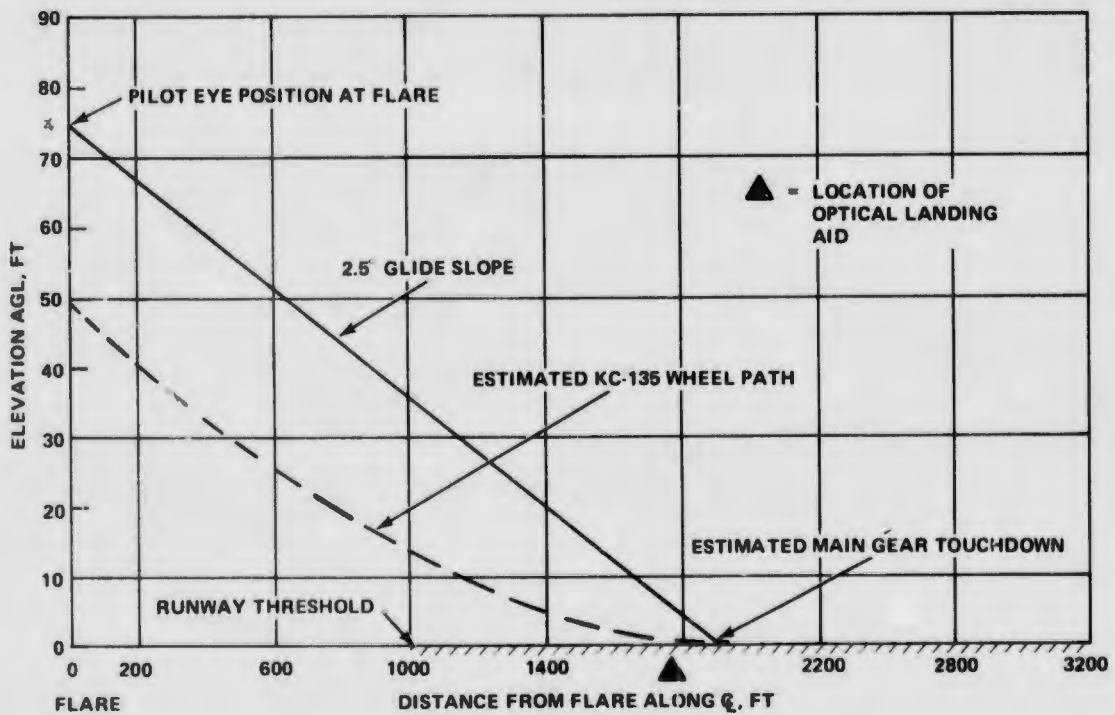 90
80
PILOT EYE POSITION AT FLARE
70
60
▲ = LOCATION OF
OPTICAL LANDING
AID
2.5° GLIDE SLOPE
50
40
ESTIMATED KC-135 WHEEL PATH
30
20
ESTIMATED MAIN GEAR TOUCHDOWN
10
RUNWAY THRESHOLD
0
ELEVATION AGL, FT
0 200 600 1000 1400 2200 2800 3200
FLARE
DISTANCE FROM FLARE ALONG ℄, FT